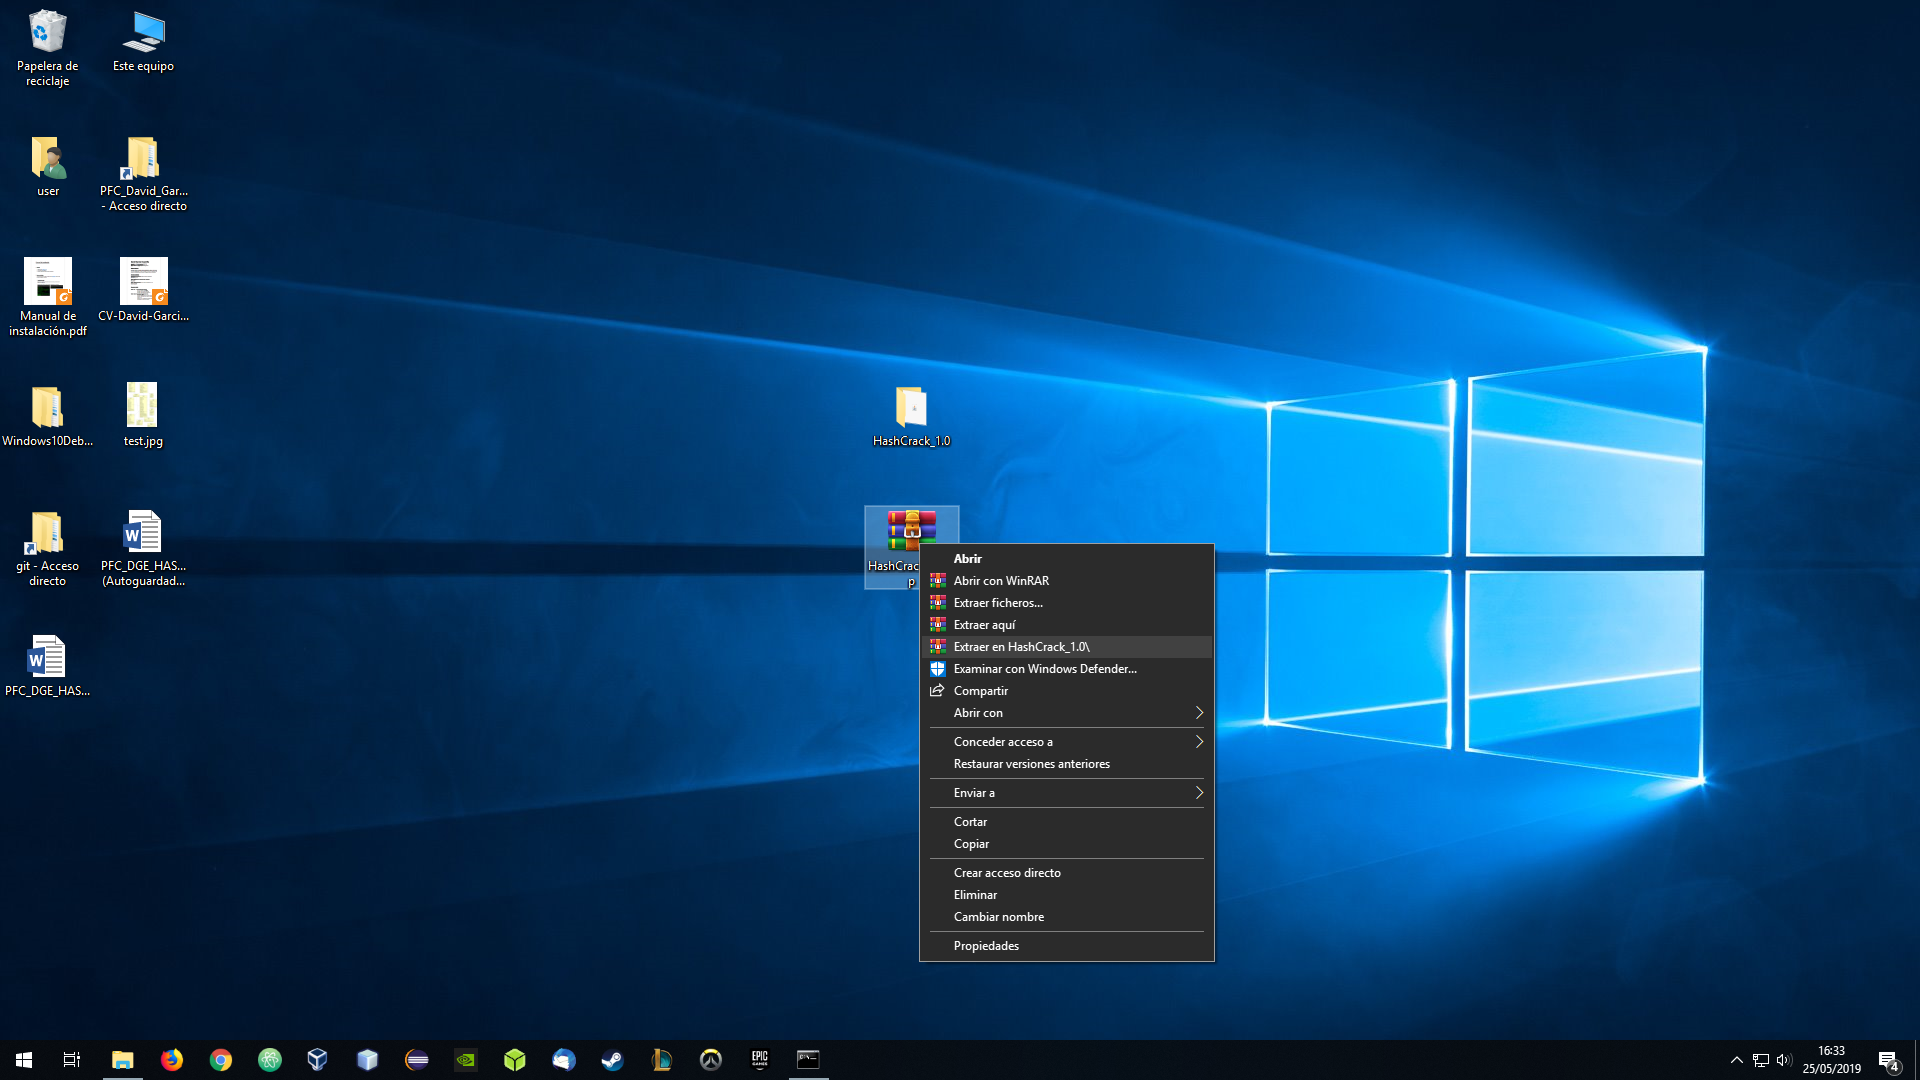 Papelera de
reciclaje
Este equipo
user
PFC_David_Gar...
- Acceso directo
Manual de
instalación.pdf
CV-David-Garci...
Windows10Deb...
test.jpg
HashCrack_1.0
git - Acceso
directo
PFC_DGE_HAS...
(Autoguardad...
HashCrac
p
PFC_DGE_HAS...
Abrir
Abrir con WinRAR
Extraer ficheros...
Extraer aquí
Extraer en HashCrack_1.0\
Examinar con Windows Defender...
Compartir
Abrir con
Conceder acceso a
Restaurar versiones anteriores
Enviar a
Cortar
Copiar
Crear acceso directo
Eliminar
Cambiar nombre
Propiedades
EPIC
GAMES
16:33
25/05/2019
4